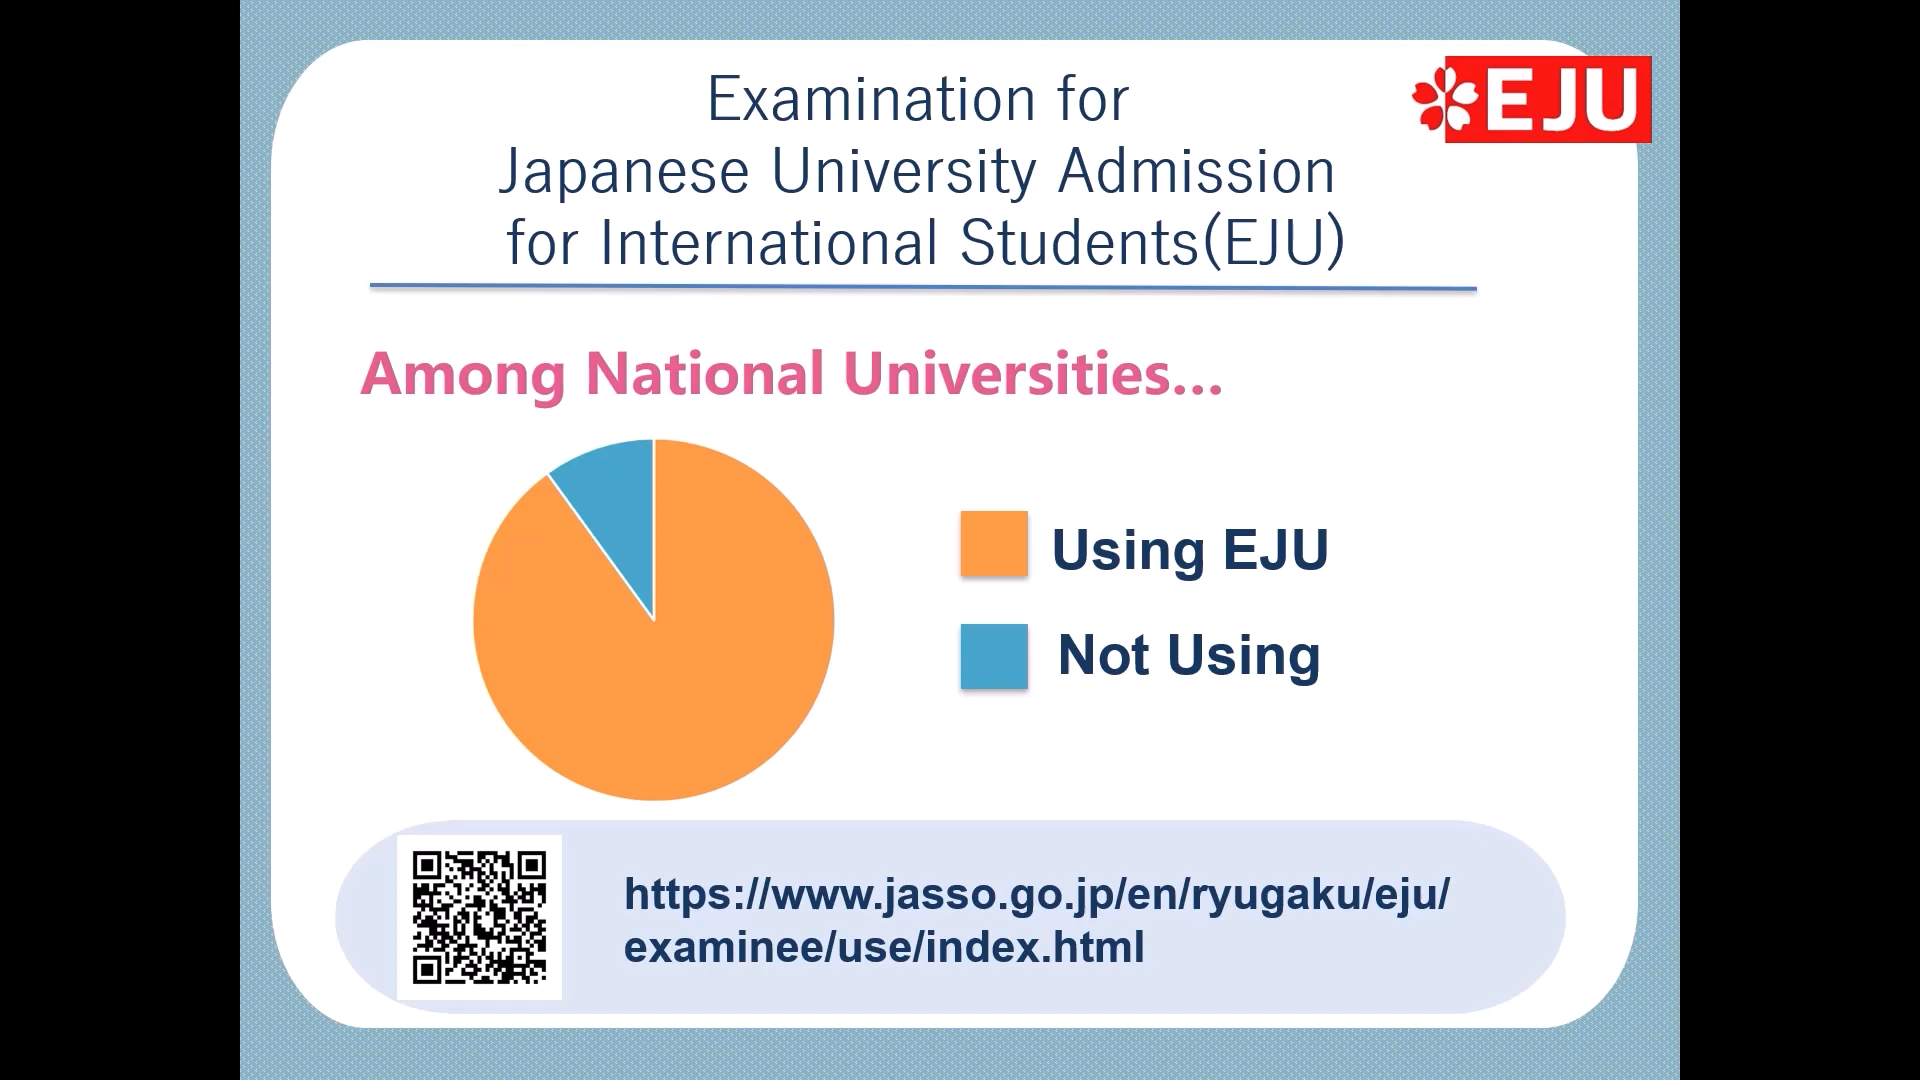 Examination for
Japanese University Admission
for International Students(EJU)
EJU
Among National Universities...
Using EJU
Not Using
https://www.jasso.go.jp/en/ryugaku/eju/
examinee/use/index.html